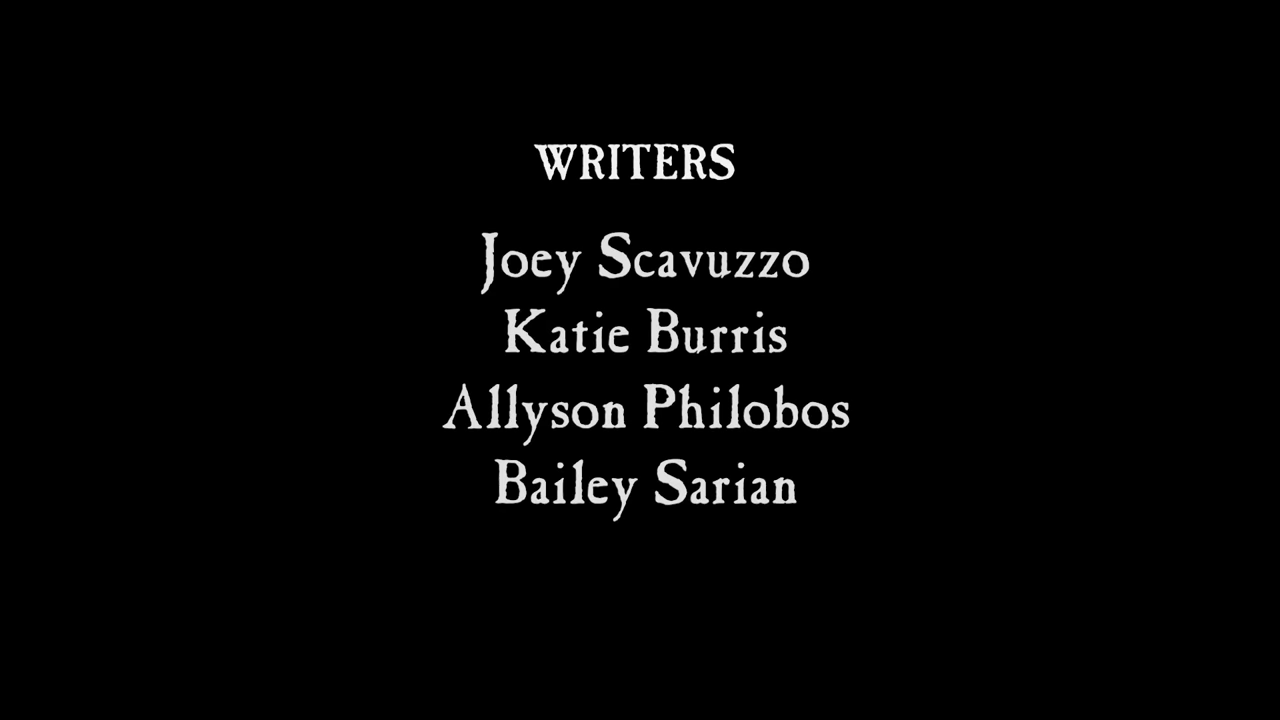 WRITERS
Joey Scavuzzo
Katie Burris
Allyson Philobos
Bailey Sarian